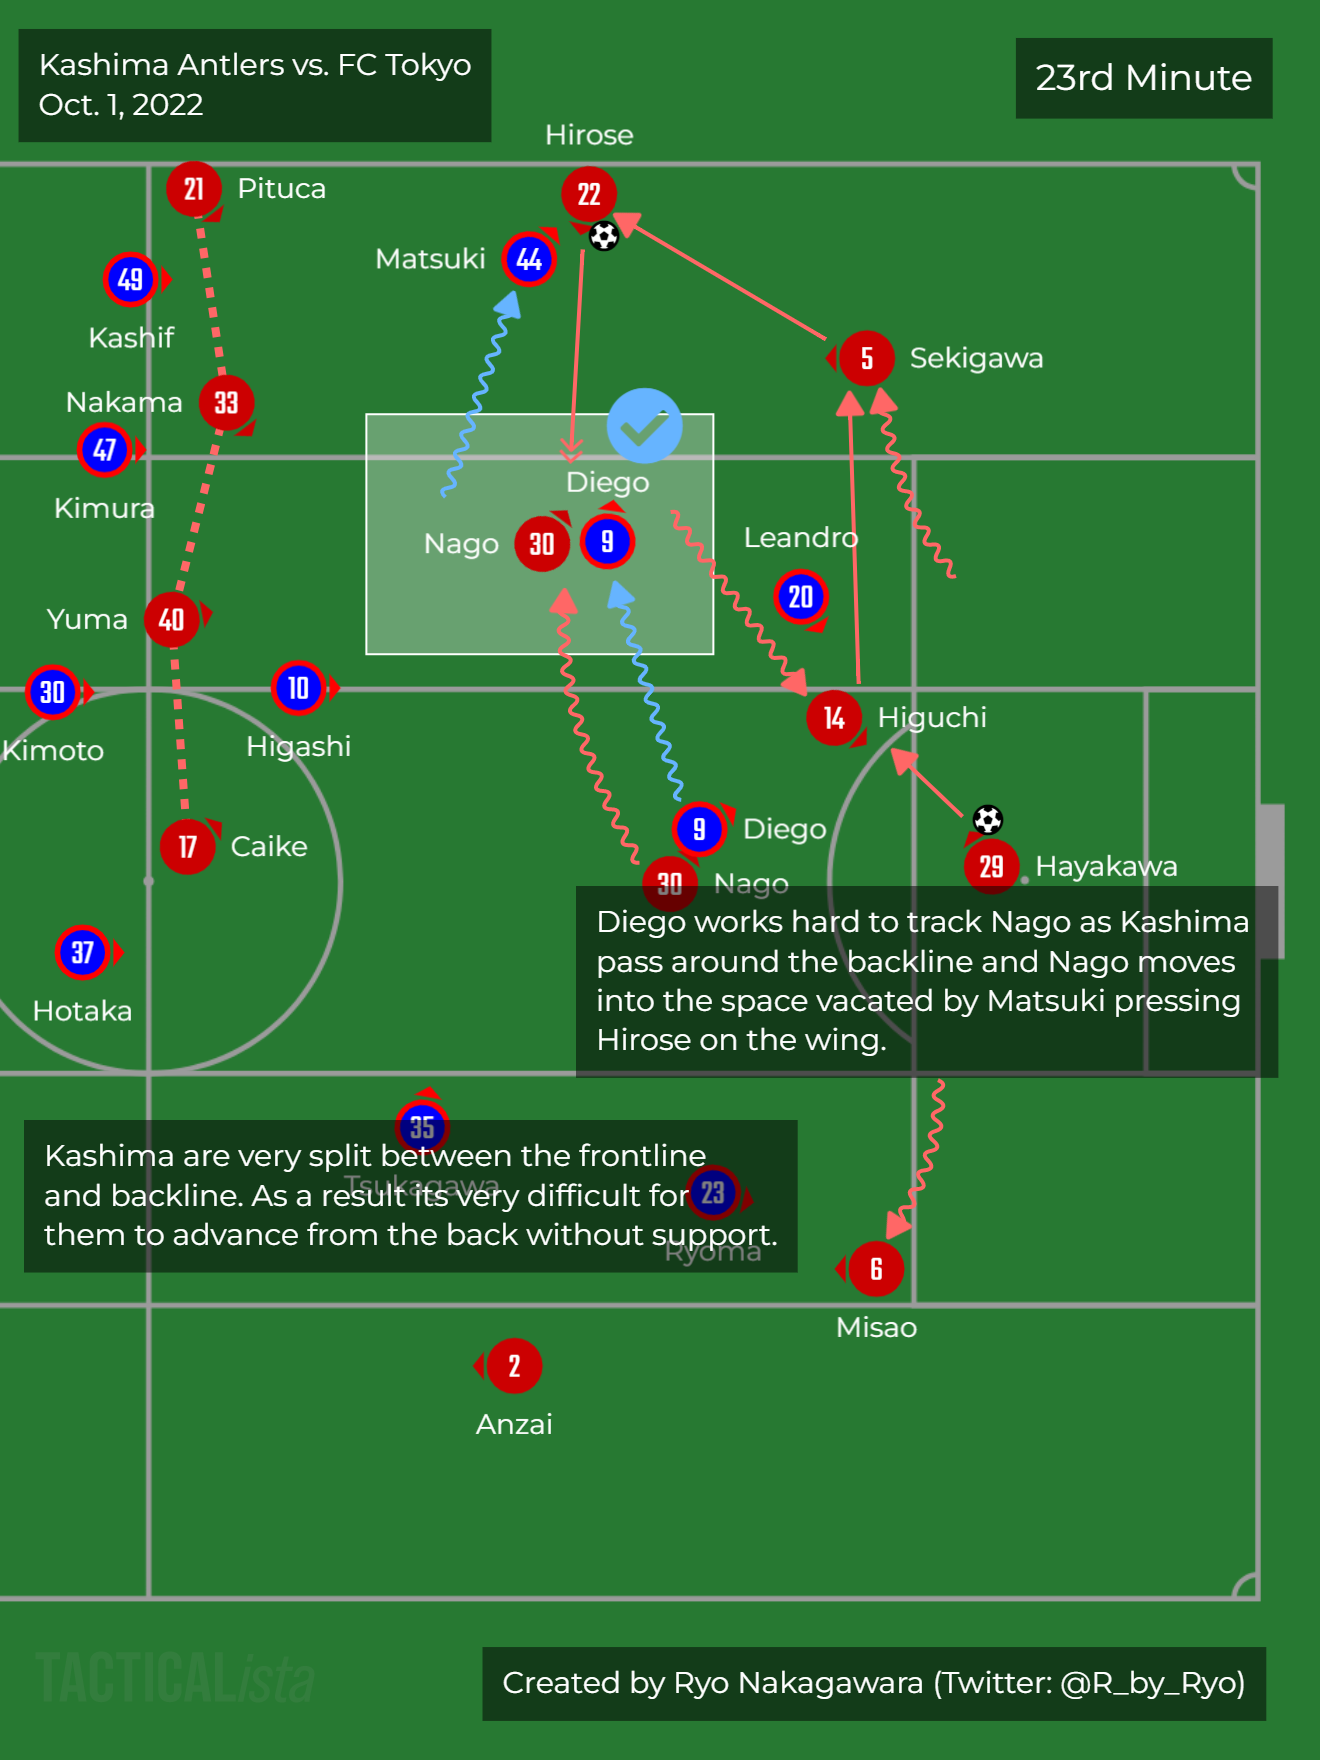 Kashima Antlers vs. FC Tokyo
Oct. 1, 2022
23rd Minute
Hirose
22
21 Pituca
Matsuki 44
49
Kashif
5 Sekigawa
Nakama 33
47
Kimura
Diego
Nago 30 9
Leandro
20
Yuma 40
30
Kimoto
10
Higashi
14 Higuchi
9 Diego
17 Caike
30 Nago
29 Hayakawa
Diego works hard to track Nago as Kashima
pass around the backline and Nago moves
into the space vacated by Matsuki pressing
Hirose on the wing.
37
Hotaka
35
Tsukagawa
Kashima are very split between the frontline
and backline. As a result its very difficult for
them to advance from the back without support.
23
Ryoma
6
Misao
2
Anzai
TACTICALista
Created by Ryo Nakagawara (Twitter: @R_by_Ryo)